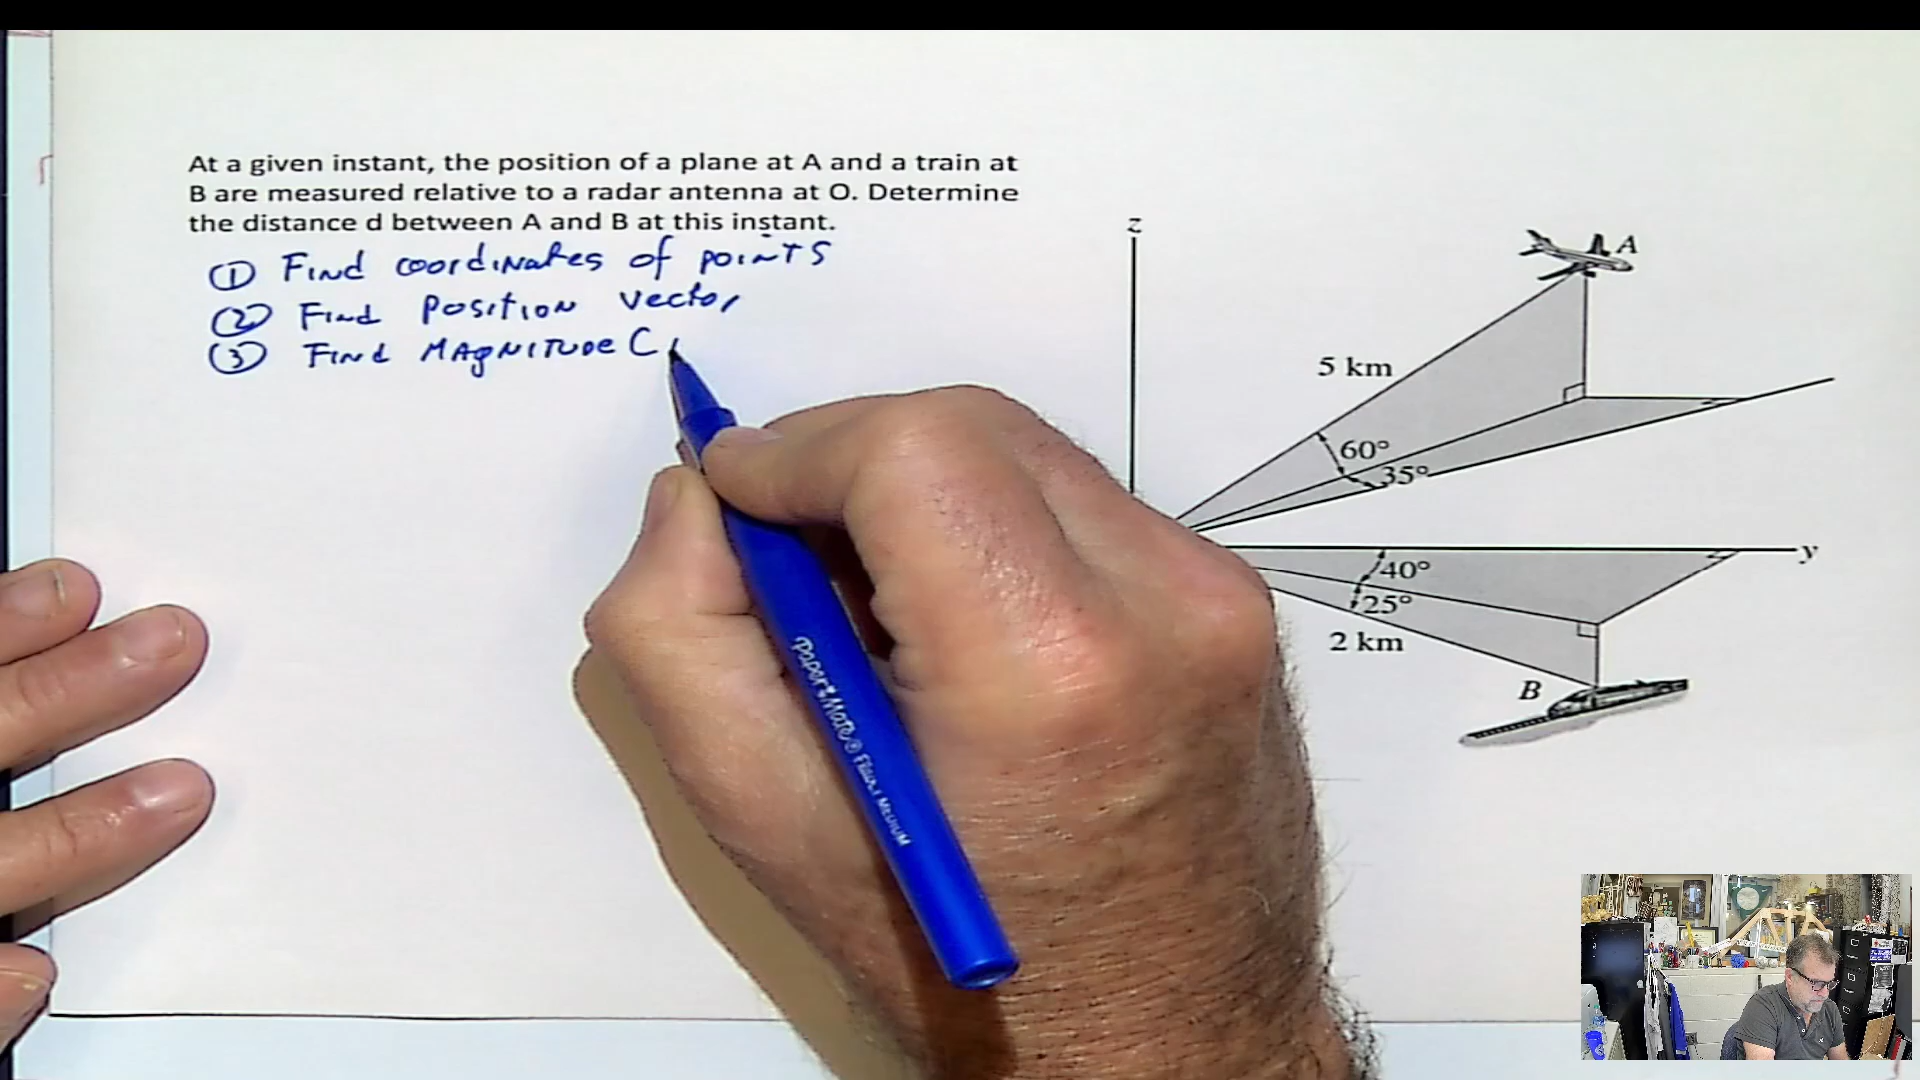 At a given instant, the position of a plane at A and a train at
B are measured relative to a radar antenna at O. Determine
the distance d between A and B at this instant.
① Find coordinates of points
② Find Position vector
③ Find Magnitude (
z
A
5 km
60°
35°
y
40°
25°
2 km
B
PaperMate® Flair MEDIUM